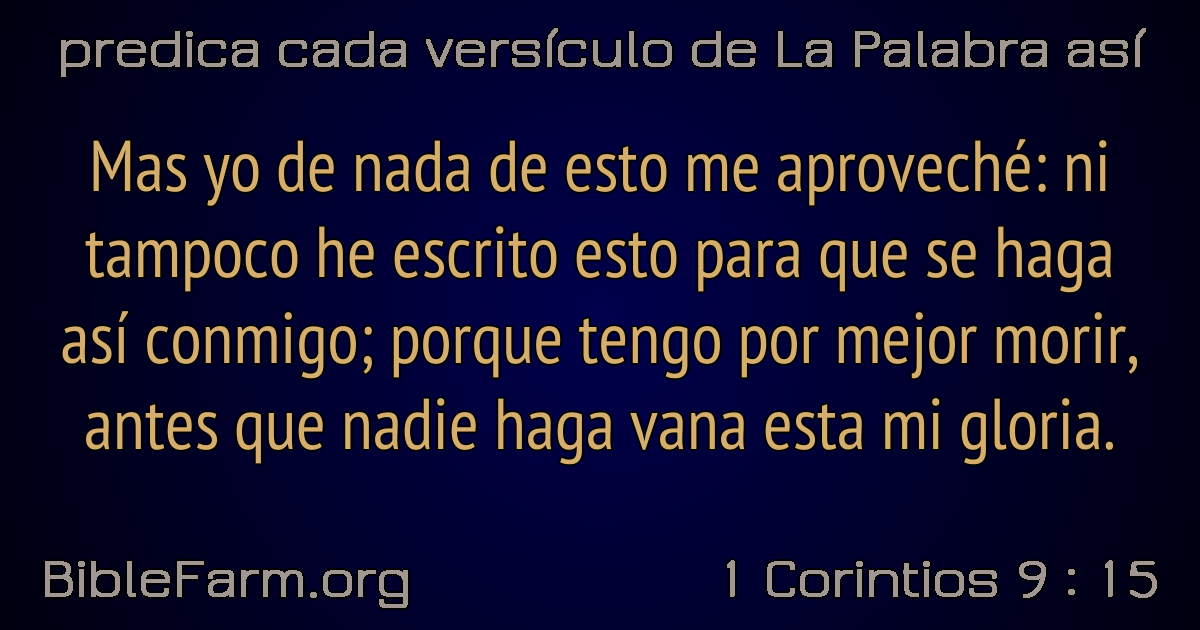 predica cada versículo de La Palabra así
Mas yo de nada de esto me aproveché: ni
tampoco he escrito esto para que se haga
así conmigo; porque tengo por mejor morir,
antes que nadie haga vana esta mi gloria.
BibleFarm.org
1 Corintios 9 : 15